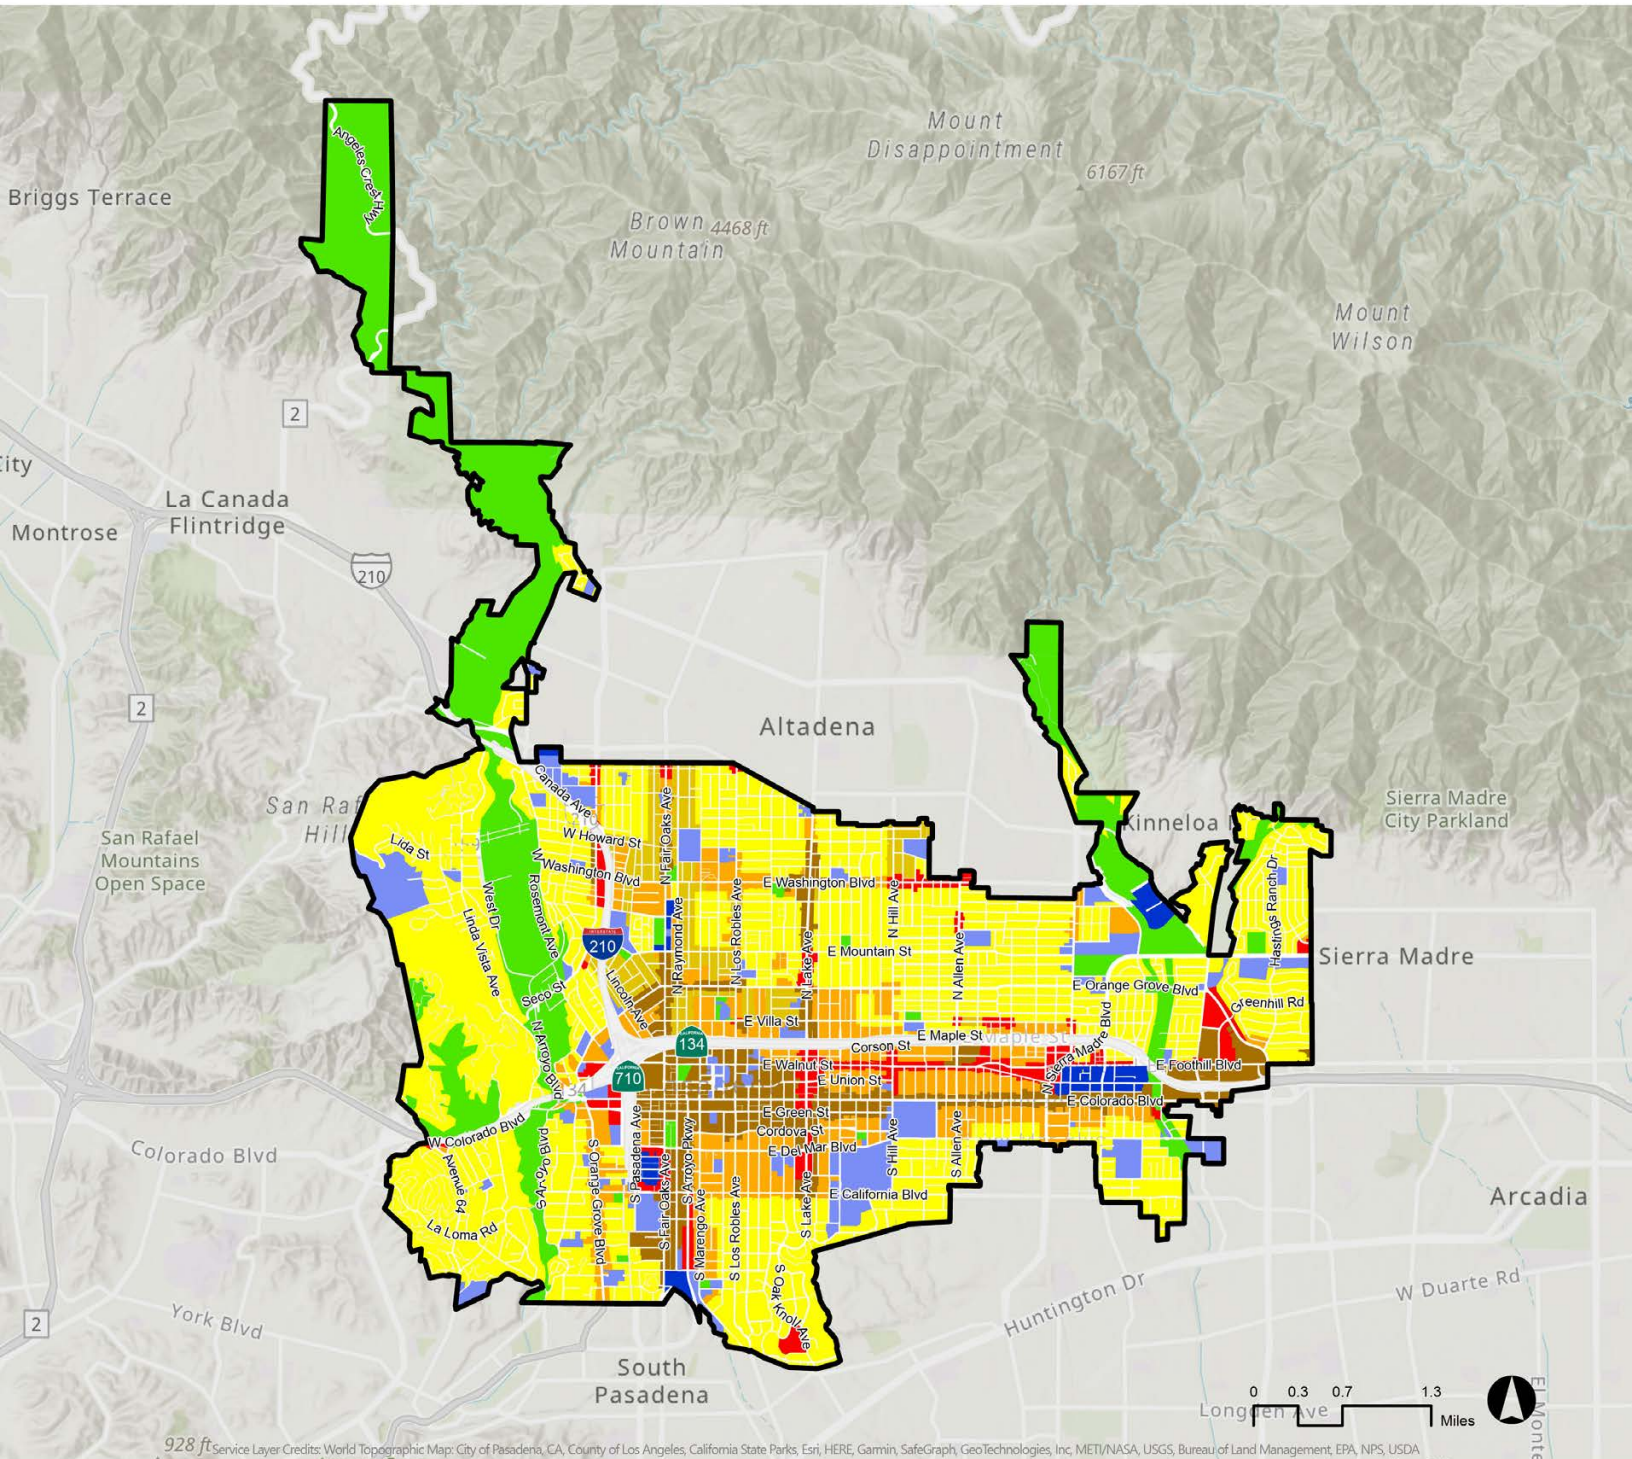 Mount
Disappointment
6167 ft
Angeles Crest Hwy
Briggs Terrace
Brown
Mountain
4468 ft
Mount
Wilson
2
City
La Canada
Flintridge
Montrose
210
2
Altadena
San Raf
Hill
San Rafael
Mountains
Open Space
Sierra Madre
City Parkland
Kinneloa
Canada Ave
210
N Fair Oaks Ave
W Howard St
Lida St
W Washington Blvd
E Washington Blvd
Hastings Ranch Dr
West Dr
Rosemont Ave
Linda Vista Ave
N Raymond Ave
N Los Robles Ave
N Hill Ave
INTERSTATE
210
E Mountain St
N Lake Ave
N Allen Ave
Sierra Madre
Seco St
Lincoln Ave
E Orange Grove Blvd
Greenhill Rd
E Villa St
N Arroyo Blvd
CALIFORNIA
134
Corson St
E Maple St
Maple St
N Sierra Madre Blvd
E Walnut St
E Foothill Blvd
CALIFORNIA
710
E Union St
134
E Colorado Blvd
E Green St
Cordova St
W Colorado Blvd
E Del Mar Blvd
Colorado Blvd
Avenue 64
S Arroyo Blvd
S Orange Grove Blvd
S Pasadena Ave
S Fair Oaks Ave
S Arroyo Pkwy
S Marengo Ave
S Los Robles Ave
S Lake Ave
S Hill Ave
S Allen Ave
E California Blvd
Arcadia
La Loma Rd
S Oak Knoll Ave
Huntington Dr
W Duarte Rd
York Blvd
2
South
Pasadena
0 0.3 0.7 1.3
Miles
Longden Ave
El Monte
928 ft
Service Layer Credits: World Topographic Map: City of Pasadena, CA, County of Los Angeles, California State Parks, Esri, HERE, Garmin, SafeGraph, GeoTechnologies, Inc, METI/NASA, USGS, Bureau of Land Management, EPA, NPS, USDA